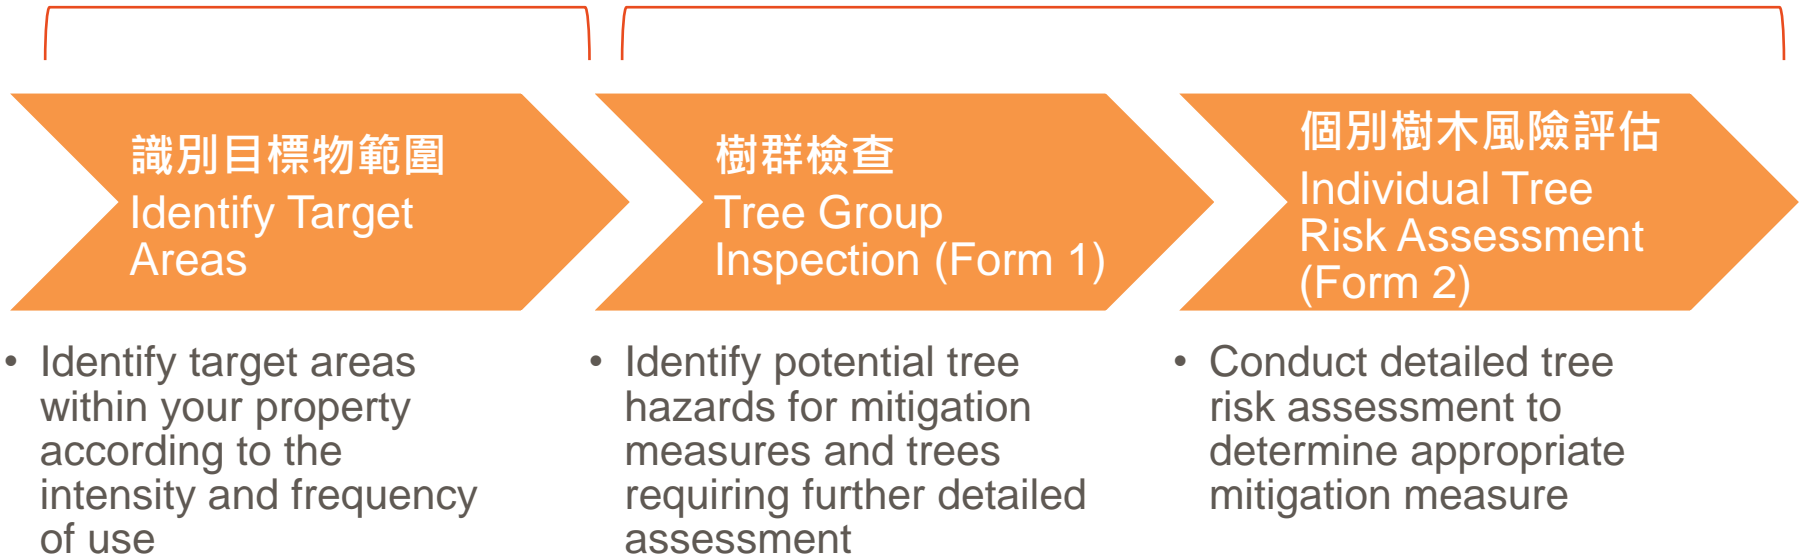 識別目標物範圍
Identify Target
Areas
樹群檢查
Tree Group
Inspection (Form 1)
個別樹木風險評估
Individual Tree
Risk Assessment
(Form 2)
• Identify target areas
within your property
according to the
intensity and frequency
of use
• Identify potential tree
hazards for mitigation
measures and trees
requiring further detailed
assessment
• Conduct detailed tree
risk assessment to
determine appropriate
mitigation measure